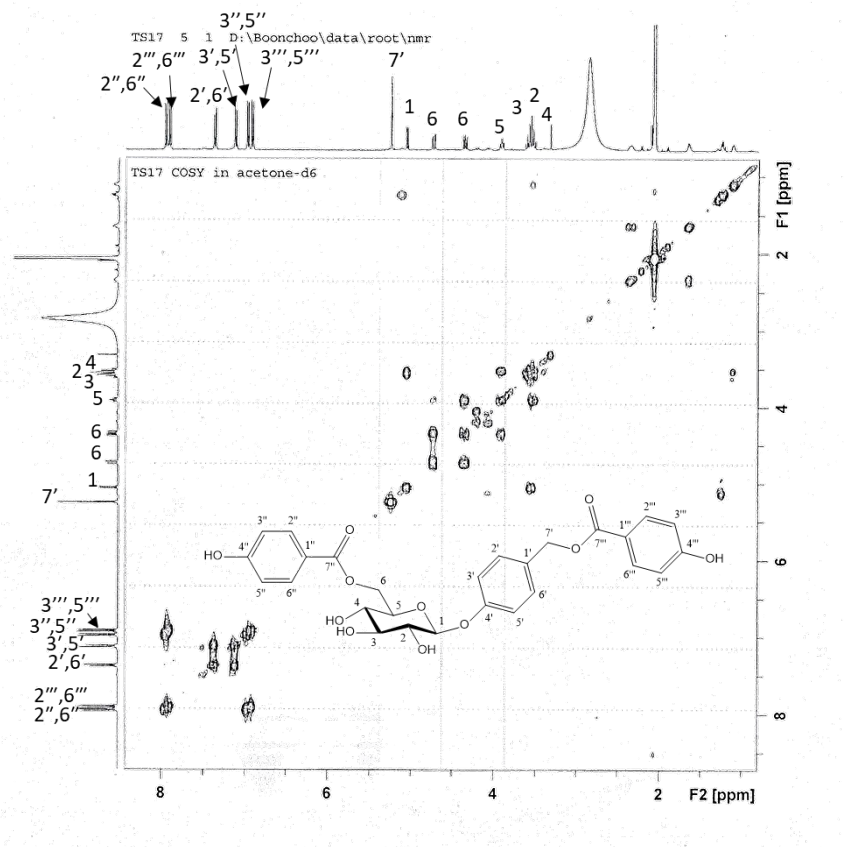 3″,5″
TS17 5 1 D:\Boonchoo\data\root\nmr
2‴,6‴ 3′,5′ 3‴,5‴ 7′
2″,6″ 2′,6′
1 6 6 5 3 2 4
TS17 COSY in acetone-d6
F1 [ppm]
2
4
6
8
4
2
3
5
6
6
1
7′
3‴,5‴
3″,5″
3′,5′
2′,6′
2‴,6‴
2″,6″
O 2‴ 3‴
7′ 1‴ 4‴ OH
3″ 2″ O 2′ 1′ O 7‴ 6‴ 5‴
HO 4″ 1″ 7″ 3′ 6′
5″ 6″ O 6 4′ 5′
4 5 O 1 O
HO HO 3 2 OH
8 6 4 2 F2 [ppm]